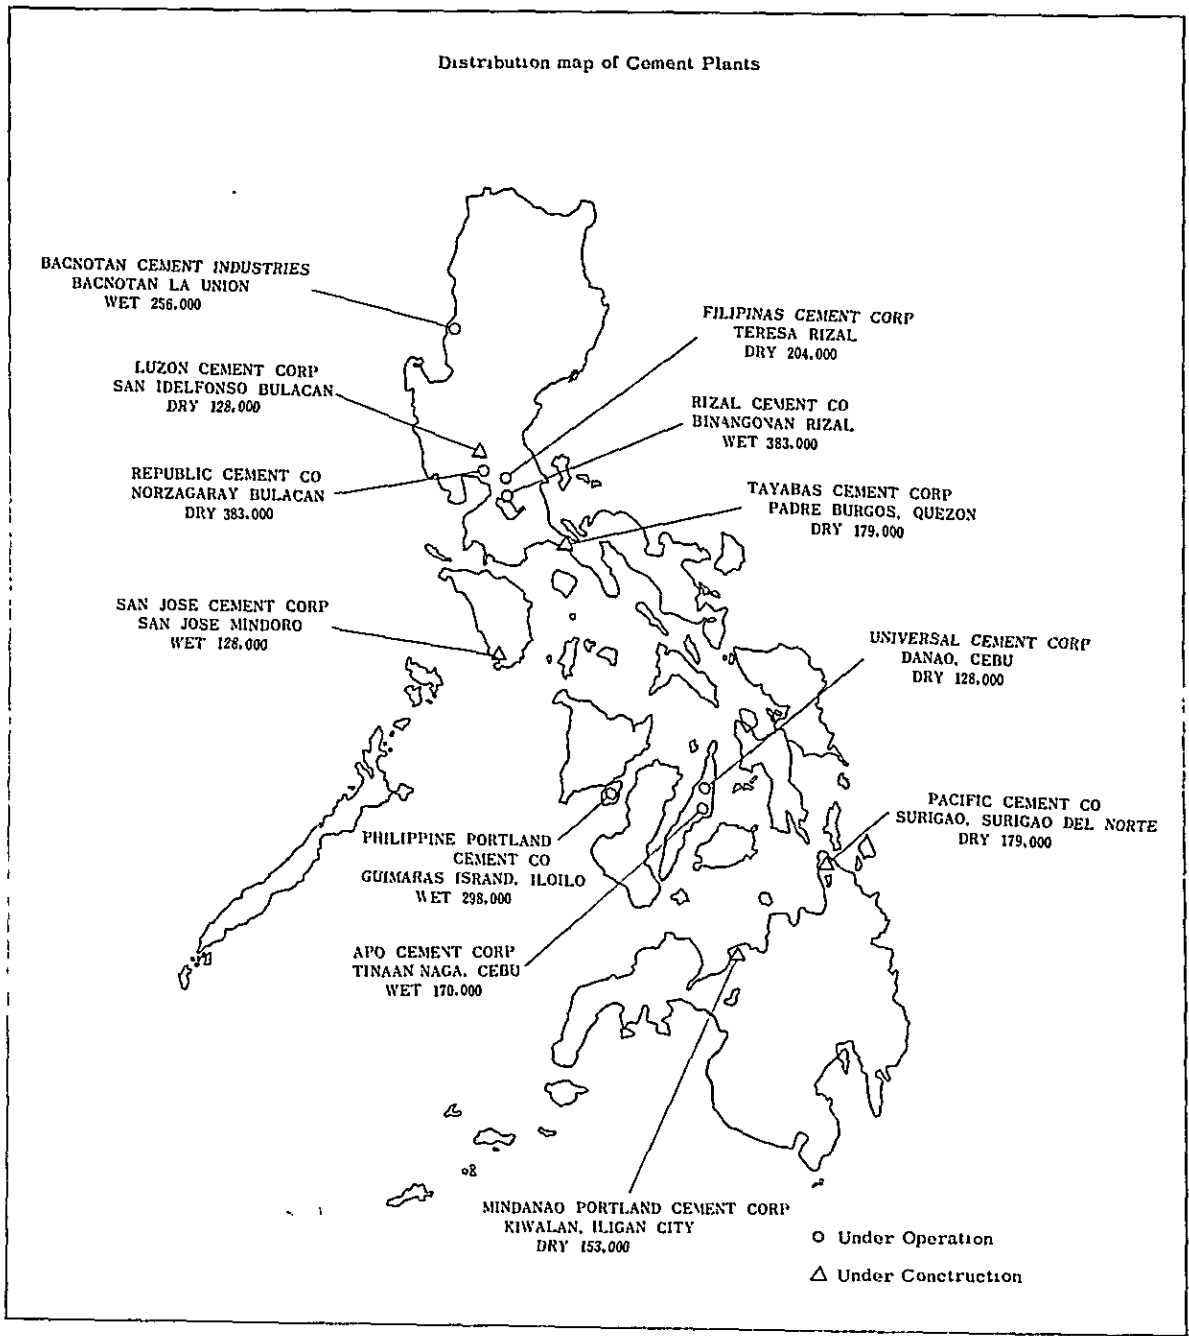 Distribution map of Cement Plants
BACNOTAN CEMENT INDUSTRIES
BACNOTAN LA UNION
WET 256.000
FILIPINAS CEMENT CORP
TERESA RIZAL
DRY 204.000
LUZON CEMENT CORP
SAN IDELFONSO BULACAN
DRY 128.000
RIZAL CEMENT CO
BINANGONAN RIZAL
WET 383.000
REPUBLIC CEMENT CO
NORZAGARAY BULACAN
DRY 383.000
TAYABAS CEMENT CORP
PADRE BURGOS, QUEZON
DRY 179.000
SAN JOSE CEMENT CORP
SAN JOSE MINDORO
WET 128.000
UNIVERSAL CEMENT CORP
DANAO, CEBU
DRY 128.000
PACIFIC CEMENT CO
SURIGAO, SURIGAO DEL NORTE
DRY 179.000
PHILIPPINE PORTLAND
CEMENT CO
GUIMARAS ISRAND, ILOILO
WET 298.000
APO CEMENT CORP
TINAAN NAGA, CEBU
WET 170.000
MINDANAO PORTLAND CEMENT CORP
KIWALAN, ILIGAN CITY
DRY 153.000
Under Operation
Under Conctruction